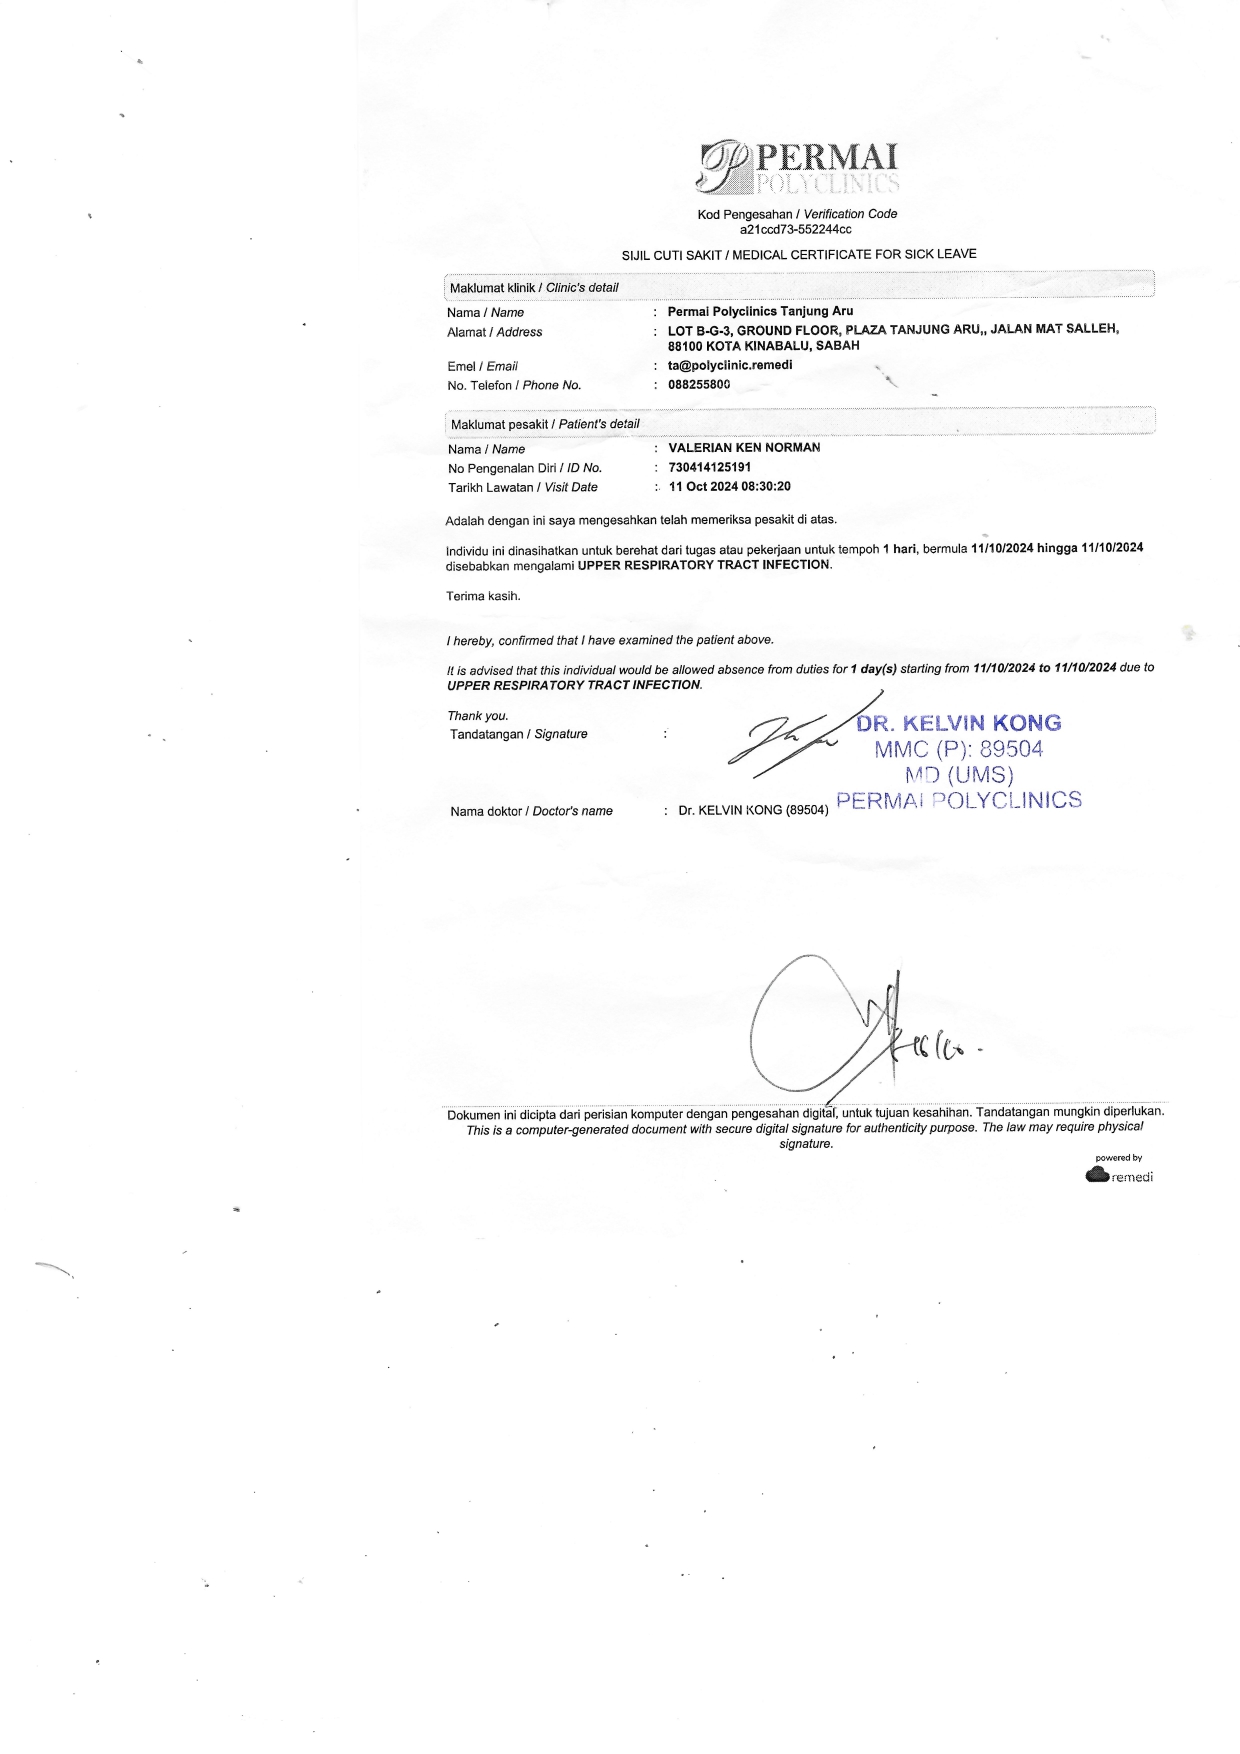 PERMAI
POLYCLINICS
Kod Pengesahan / Verification Code
a21ccd73-552244cc
SIJIL CUTI SAKIT / MEDICAL CERTIFICATE FOR SICK LEAVE
Maklumat klinik / Clinic's detail
Nama / Name : Permai Polyclinics Tanjung Aru
Alamat / Address : LOT B-G-3, GROUND FLOOR, PLAZA TANJUNG ARU,, JALAN MAT SALLEH,
88100 KOTA KINABALU, SABAH
Emel / Email : ta@polyclinic.remedi
No. Telefon / Phone No. : 088255800
Maklumat pesakit / Patient's detail
Nama / Name : VALERIAN KEN NORMAN
No Pengenalan Diri / ID No. : 730414125191
Tarikh Lawatan / Visit Date : 11 Oct 2024 08:30:20
Adalah dengan ini saya mengesahkan telah memeriksa pesakit di atas.
Individu ini dinasihatkan untuk berehat dari tugas atau pekerjaan untuk tempoh 1 hari, bermula 11/10/2024 hingga 11/10/2024
disebabkan mengalami UPPER RESPIRATORY TRACT INFECTION.
Terima kasih.
I hereby, confirmed that I have examined the patient above.
It is advised that this individual would be allowed absence from duties for 1 day(s) starting from 11/10/2024 to 11/10/2024 due to
UPPER RESPIRATORY TRACT INFECTION.
Thank you.
Tandatangan / Signature :
DR. KELVIN KONG
MMC (P): 89504
MD (UMS)
PERMAI POLYCLINICS
Nama doktor / Doctor's name : Dr. KELVIN KONG (89504)
Dokumen ini dicipta dari perisian komputer dengan pengesahan digital, untuk tujuan kesahihan. Tandatangan mungkin diperlukan.
This is a computer-generated document with secure digital signature for authenticity purpose. The law may require physical
signature.
powered by
remedi